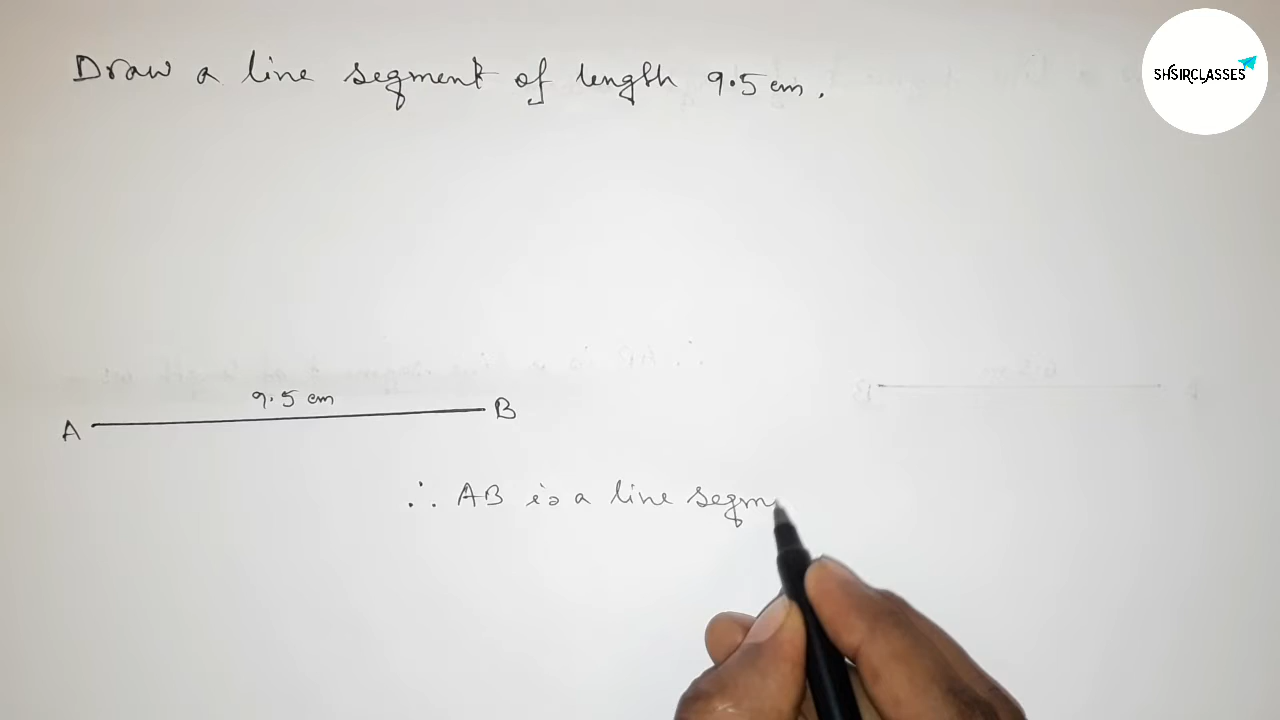 Draw a line segment of length 9.5 cm.
SHSIRCLASSES
9.5 cm
A
B
∴ AB is a line segm